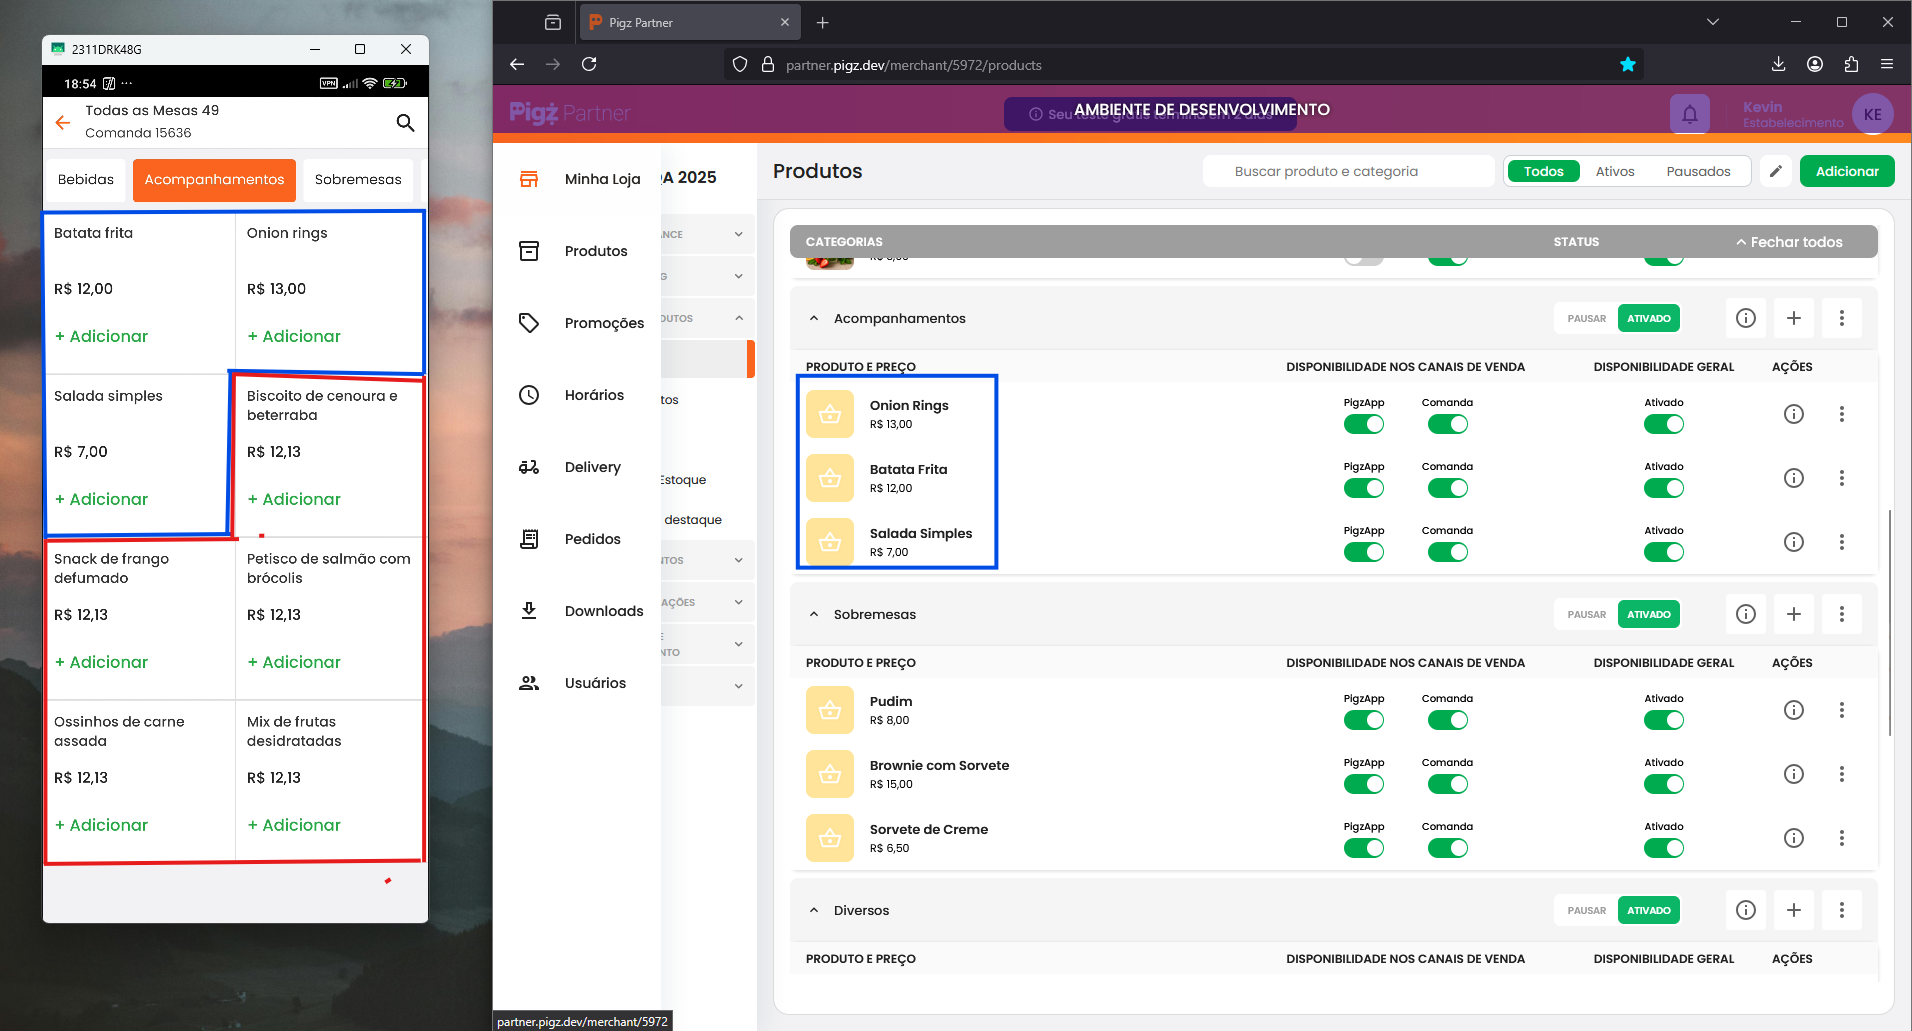 2311DRK48G
18:54
VPN
Todas as Mesas 49
Comanda 15636
Bebidas
Acompanhamentos
Sobremesas
Batata frita
R$ 12,00
+ Adicionar
Onion rings
R$ 13,00
+ Adicionar
Salada simples
R$ 7,00
+ Adicionar
Biscoito de cenoura e
beterraba
R$ 12,13
+ Adicionar
Snack de frango
defumado
R$ 12,13
+ Adicionar
Petisco de salmão com
brócolis
R$ 12,13
+ Adicionar
Ossinhos de carne
assada
R$ 12,13
+ Adicionar
Mix de frutas
desidratadas
R$ 12,13
+ Adicionar
Pigz Partner
partner.pigz.dev/merchant/5972/products
Pigz Partner
AMBIENTE DE DESENVOLVIMENTO
Kevin
Estabelecimento
KE
Minha Loja
Produtos
Promoções
Horários
Delivery
Pedidos
Downloads
Usuários
QA 2025
Estoque
destaque
Produtos
Buscar produto e categoria
Todos
Ativos
Pausados
Adicionar
CATEGORIAS
STATUS
Fechar todos
Acompanhamentos
PAUSAR
ATIVADO
PRODUTO E PREÇO
DISPONIBILIDADE NOS CANAIS DE VENDA
DISPONIBILIDADE GERAL
AÇÕES
Onion Rings
R$ 13,00
PigzApp
Comanda
Ativado
Batata Frita
R$ 12,00
PigzApp
Comanda
Ativado
Salada Simples
R$ 7,00
PigzApp
Comanda
Ativado
Sobremesas
PAUSAR
ATIVADO
PRODUTO E PREÇO
DISPONIBILIDADE NOS CANAIS DE VENDA
DISPONIBILIDADE GERAL
AÇÕES
Pudim
R$ 8,00
PigzApp
Comanda
Ativado
Brownie com Sorvete
R$ 15,00
PigzApp
Comanda
Ativado
Sorvete de Creme
R$ 6,50
PigzApp
Comanda
Ativado
Diversos
PAUSAR
ATIVADO
PRODUTO E PREÇO
DISPONIBILIDADE NOS CANAIS DE VENDA
DISPONIBILIDADE GERAL
AÇÕES
partner.pigz.dev/merchant/5972